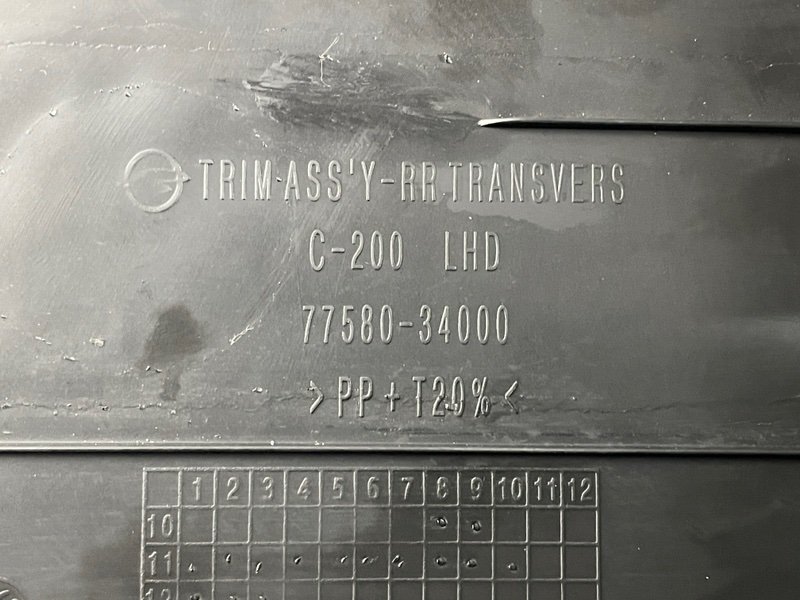 TRIM ASS'Y-RR TRANSVERS
C-200 LHD
77580-34000
>PP+T20%<
1 2 3 4 5 6 7 8 9 10 11 12
10
11
12